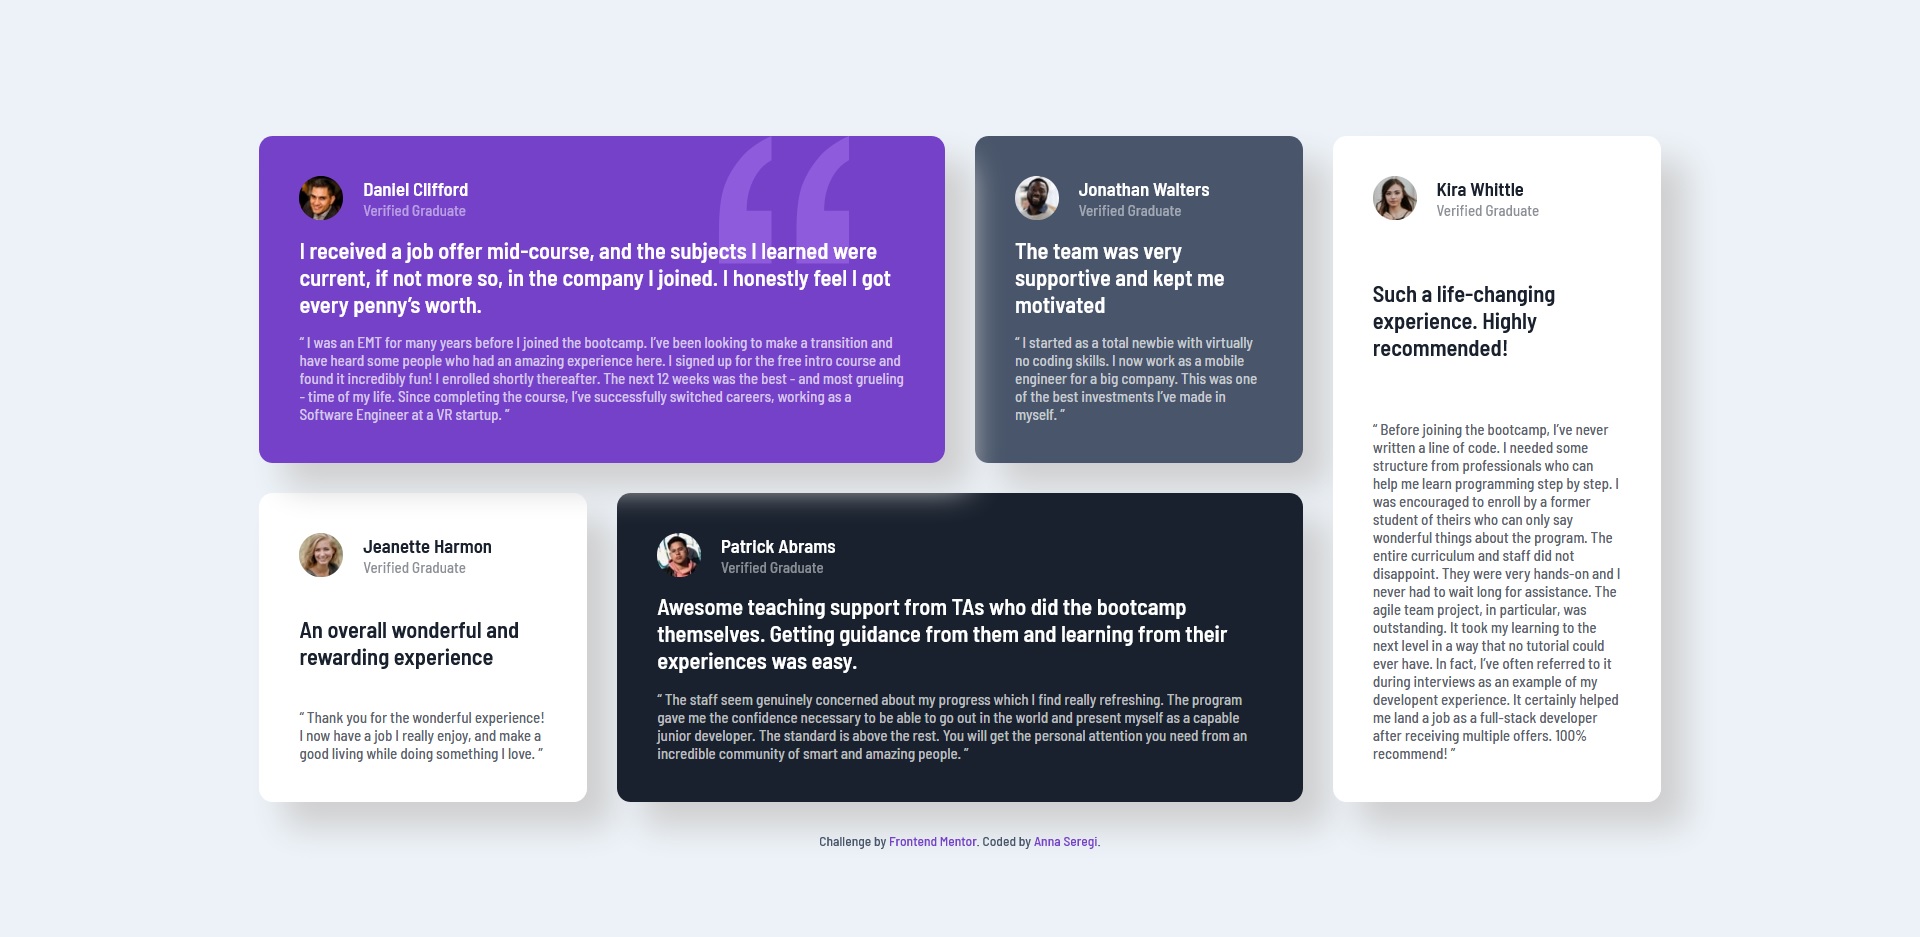 Daniel Clifford
Verified Graduate
I received a job offer mid-course, and the subjects I learned were
current, if not more so, in the company I joined. I honestly feel I got
every penny’s worth.
“ I was an EMT for many years before I joined the bootcamp. I’ve been looking to make a transition and
have heard some people who had an amazing experience here. I signed up for the free intro course and
found it incredibly fun! I enrolled shortly thereafter. The next 12 weeks was the best - and most grueling
- time of my life. Since completing the course, I’ve successfully switched careers, working as a
Software Engineer at a VR startup. ”
Jonathan Walters
Verified Graduate
The team was very
supportive and kept me
motivated
“ I started as a total newbie with virtually
no coding skills. I now work as a mobile
engineer for a big company. This was one
of the best investments I’ve made in
myself. ”
Kira Whittle
Verified Graduate
Such a life-changing
experience. Highly
recommended!
“ Before joining the bootcamp, I’ve never
written a line of code. I needed some
structure from professionals who can
help me learn programming step by step. I
was encouraged to enroll by a former
student of theirs who can only say
wonderful things about the program. The
entire curriculum and staff did not
disappoint. They were very hands-on and I
never had to wait long for assistance. The
agile team project, in particular, was
outstanding. It took my learning to the
next level in a way that no tutorial could
ever have. In fact, I’ve often referred to it
during interviews as an example of my
developent experience. It certainly helped
me land a job as a full-stack developer
after receiving multiple offers. 100%
recommend! ”
Jeanette Harmon
Verified Graduate
An overall wonderful and
rewarding experience
“ Thank you for the wonderful experience!
I now have a job I really enjoy, and make a
good living while doing something I love. ”
Patrick Abrams
Verified Graduate
Awesome teaching support from TAs who did the bootcamp
themselves. Getting guidance from them and learning from their
experiences was easy.
“ The staff seem genuinely concerned about my progress which I find really refreshing. The program
gave me the confidence necessary to be able to go out in the world and present myself as a capable
junior developer. The standard is above the rest. You will get the personal attention you need from an
incredible community of smart and amazing people. ”
Challenge by Frontend Mentor. Coded by Anna Seregi.